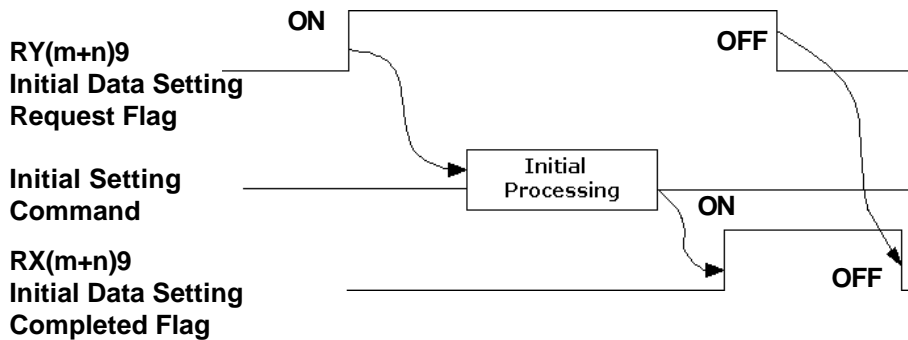 ON
OFF
RY(m+n)9
Initial Data Setting
Request Flag
Initial
Processing
Initial Setting
Command
ON
RX(m+n)9
Initial Data Setting
Completed Flag
OFF